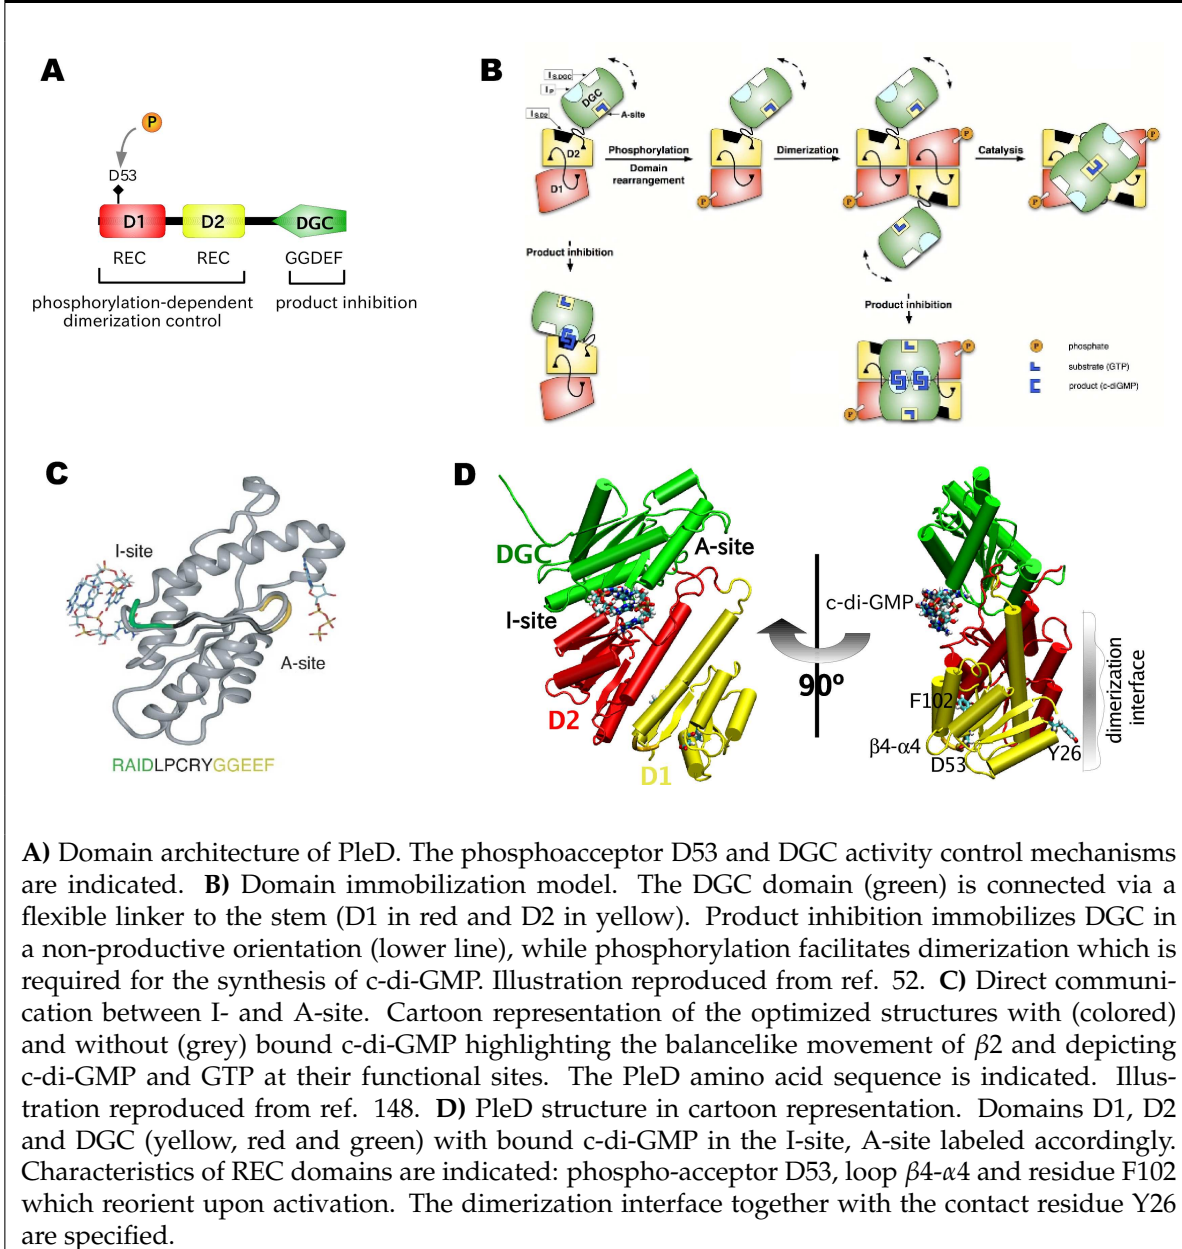 A
P
D53
D1
D2
DGC
REC
REC
GGDEF
phosphorylation-dependent
dimerization control
product inhibition
B
I S,DGC
I P
I S,D2
DGC
A-site
D2
D1
Phosphorylation
Domain
rearrangement
P
Dimerization
P
P
Catalysis
P
P
Product inhibition
Product inhibition
P
P
P phosphate
substrate (GTP)
product (c-diGMP)
C
I-site
A-site
RAIDLPCRYGGEEF
D
DGC
A-site
I-site
D2
D1
90º
c-di-GMP
F102
β4-α4
D53
Y26
dimerization
interface
A) Domain architecture of PleD. The phosphoacceptor D53 and DGC activity control mechanisms
are indicated. B) Domain immobilization model. The DGC domain (green) is connected via a
flexible linker to the stem (D1 in red and D2 in yellow). Product inhibition immobilizes DGC in
a non-productive orientation (lower line), while phosphorylation facilitates dimerization which is
required for the synthesis of c-di-GMP. Illustration reproduced from ref. 52. C) Direct communi-
cation between I- and A-site. Cartoon representation of the optimized structures with (colored)
and without (grey) bound c-di-GMP highlighting the balancelike movement of β2 and depicting
c-di-GMP and GTP at their functional sites. The PleD amino acid sequence is indicated. Illus-
tration reproduced from ref. 148. D) PleD structure in cartoon representation. Domains D1, D2
and DGC (yellow, red and green) with bound c-di-GMP in the I-site, A-site labeled accordingly.
Characteristics of REC domains are indicated: phospho-acceptor D53, loop β4-α4 and residue F102
which reorient upon activation. The dimerization interface together with the contact residue Y26
are specified.